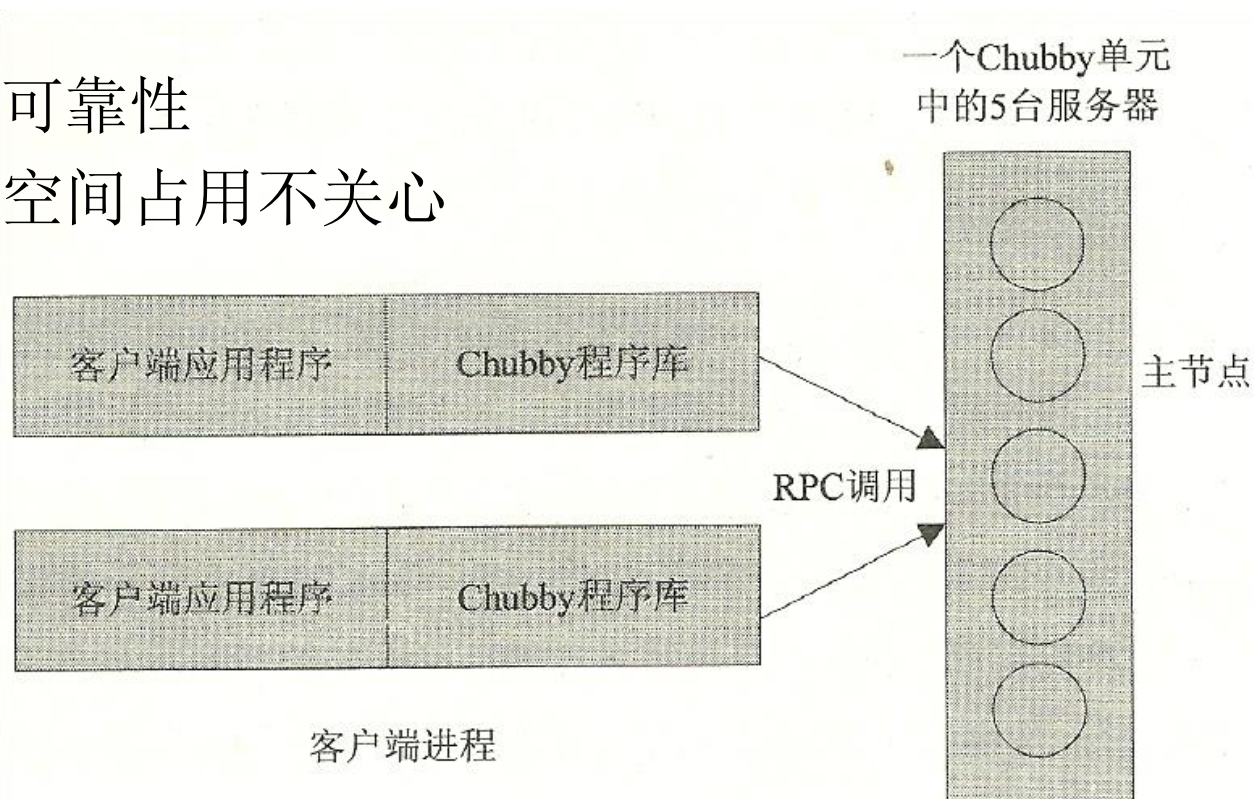 可靠性
空间占用不关心
一个Chubby单元
中的5台服务器
客户端应用程序
Chubby程序库
主节点
RPC调用
客户端应用程序
Chubby程序库
客户端进程